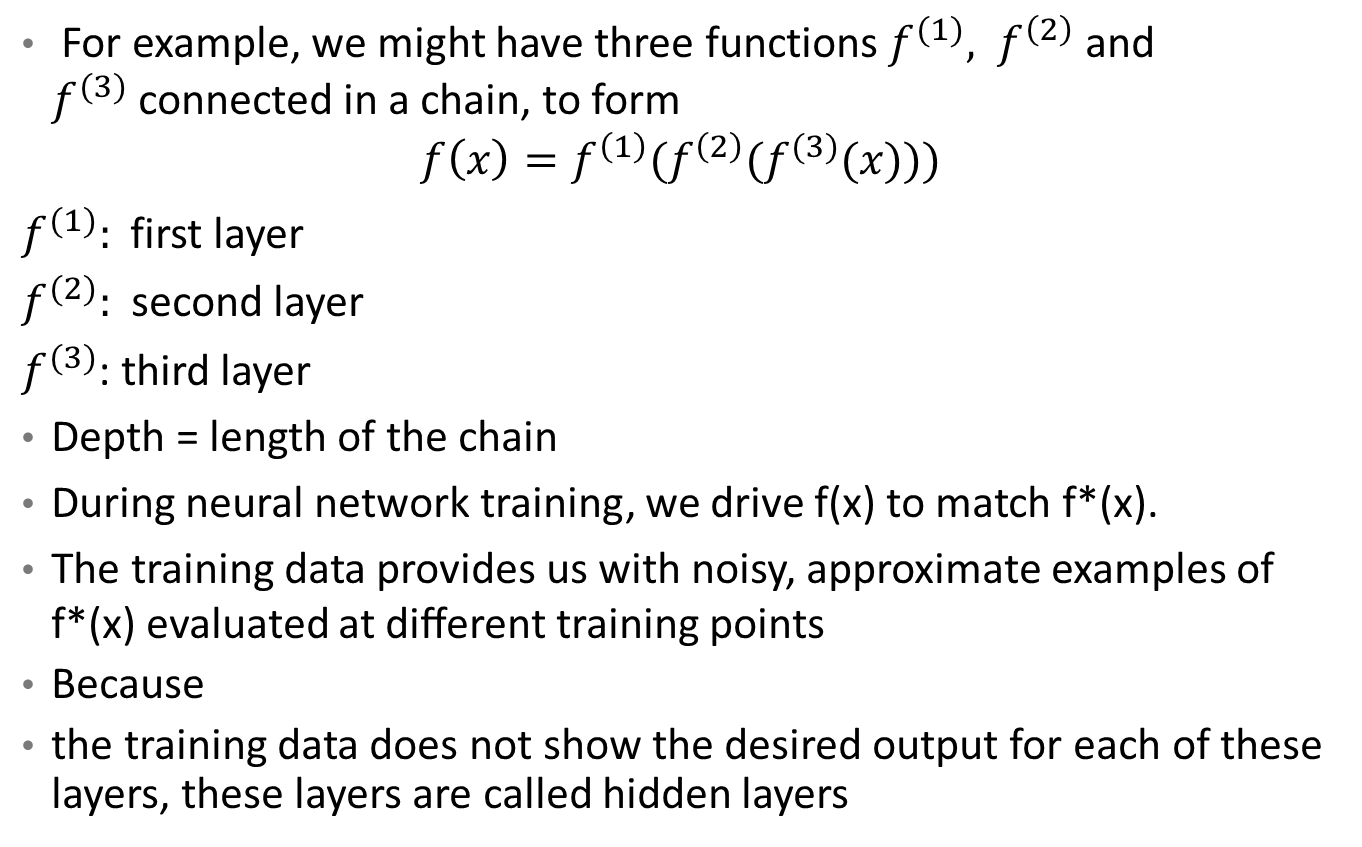 • For example, we might have three functions f⁽¹⁾, f⁽²⁾ and
f⁽³⁾ connected in a chain, to form
f(x) = f⁽¹⁾(f⁽²⁾(f⁽³⁾(x)))
f⁽¹⁾: first layer
f⁽²⁾: second layer
f⁽³⁾: third layer
• Depth = length of the chain
• During neural network training, we drive f(x) to match f*(x).
• The training data provides us with noisy, approximate examples of
f*(x) evaluated at different training points
• Because
• the training data does not show the desired output for each of these
layers, these layers are called hidden layers